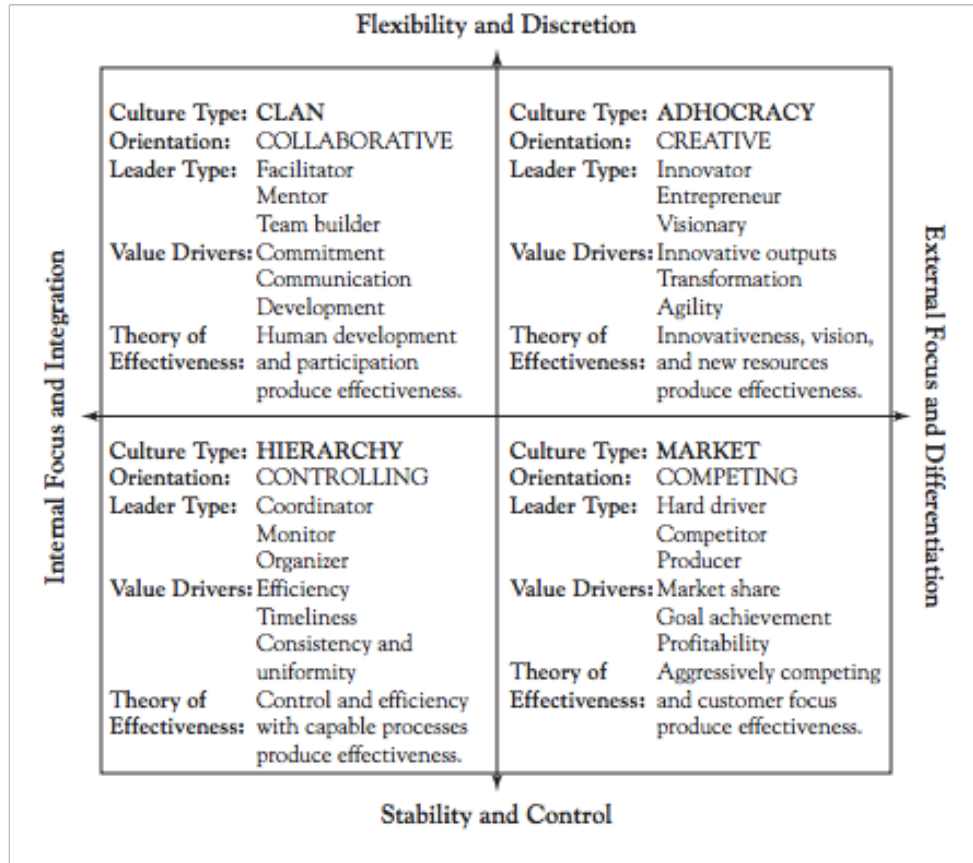 Flexibility and Discretion
Internal Focus and Integration
Culture Type: CLAN
Orientation: COLLABORATIVE
Leader Type: Facilitator
Mentor
Team builder
Value Drivers: Commitment
Communication
Development
Theory of Human development
Effectiveness: and participation
produce effectiveness.
Culture Type: ADHOCRACY
Orientation: CREATIVE
Leader Type: Innovator
Entrepreneur
Visionary
Value Drivers: Innovative outputs
Transformation
Agility
Theory of Innovativeness, vision,
Effectiveness: and new resources
produce effectiveness.
External Focus and Differentiation
Culture Type: HIERARCHY
Orientation: CONTROLLING
Leader Type: Coordinator
Monitor
Organizer
Value Drivers: Efficiency
Timeliness
Consistency and
uniformity
Theory of Control and efficiency
Effectiveness: with capable processes
produce effectiveness.
Culture Type: MARKET
Orientation: COMPETING
Leader Type: Hard driver
Competitor
Producer
Value Drivers: Market share
Goal achievement
Profitability
Theory of Aggressively competing
Effectiveness: and customer focus
produce effectiveness.
Stability and Control